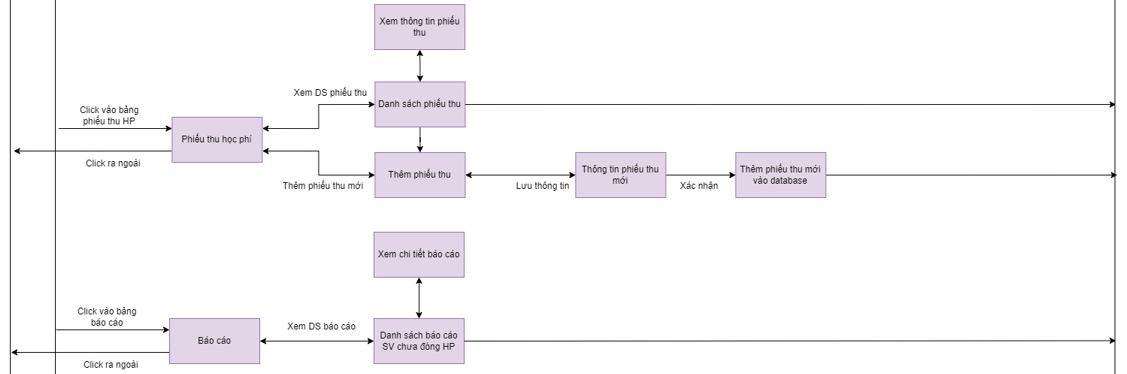 Xem thông tin phiếu
thu
Xem DS phiếu thu
Danh sách phiếu thu
Click vào bảng
phiếu thu HP
Phiếu thu học phí
Click ra ngoài
Thêm phiếu thu mới
Thêm phiếu thu
Lưu thông tin
Thông tin phiếu thu
mới
Xác nhận
Thêm phiếu thu mới
vào database
Xem chi tiết báo cáo
Click vào bảng
báo cáo
Báo cáo
Xem DS báo cáo
Danh sách báo cáo
SV chưa đóng HP
Click ra ngoài